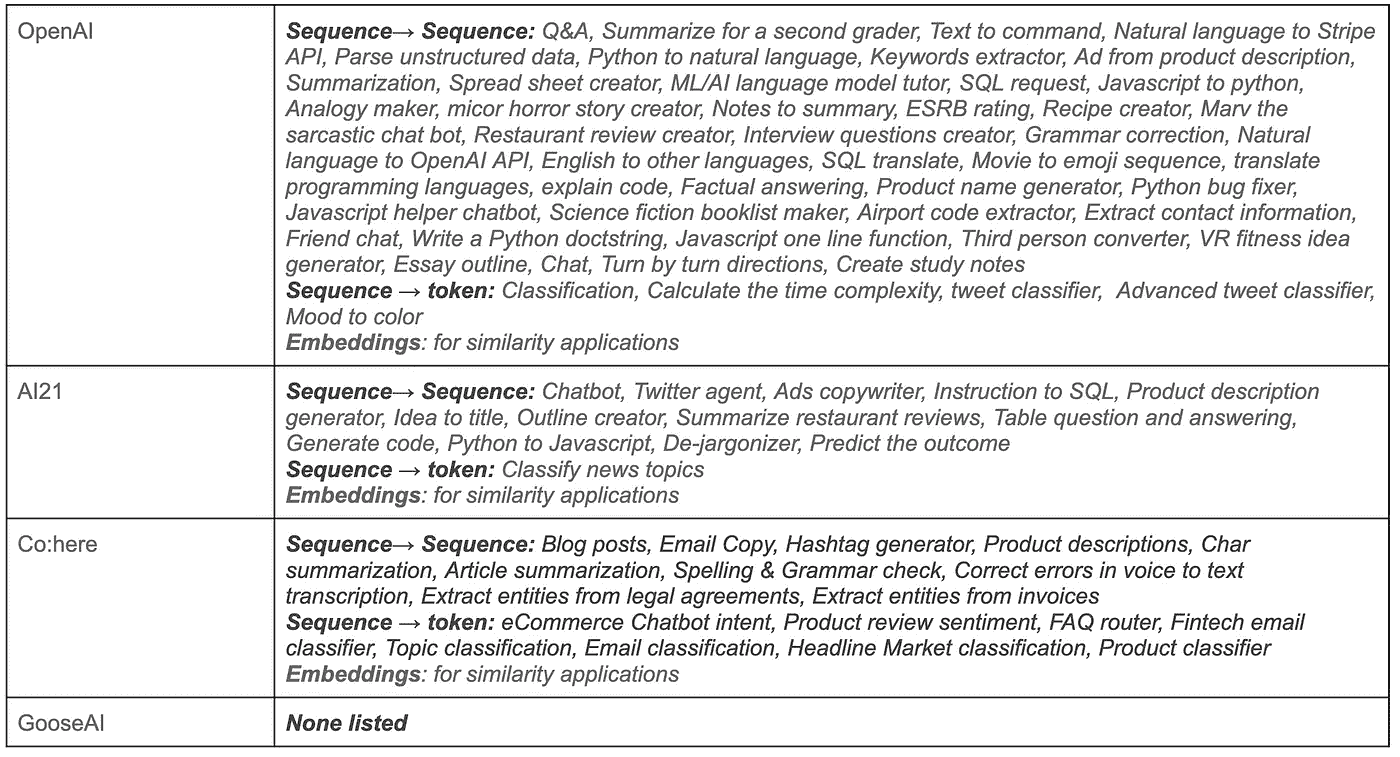 OpenAI
Sequence→ Sequence: Q&A, Summarize for a second grader, Text to command, Natural language to Stripe
API, Parse unstructured data, Python to natural language, Keywords extractor, Ad from product description,
Summarization, Spread sheet creator, ML/AI language model tutor, SQL request, Javascript to python,
Analogy maker, micor horror story creator, Notes to summary, ESRB rating, Recipe creator, Marv the
sarcastic chat bot, Restaurant review creator, Interview questions creator, Grammar correction, Natural
language to OpenAI API, English to other languages, SQL translate, Movie to emoji sequence, translate
programming languages, explain code, Factual answering, Product name generator, Python bug fixer,
Javascript helper chatbot, Science fiction booklist maker, Airport code extractor, Extract contact information,
Friend chat, Write a Python doctstring, Javascript one line function, Third person converter, VR fitness idea
generator, Essay outline, Chat, Turn by turn directions, Create study notes
Sequence → token: Classification, Calculate the time complexity, tweet classifier, Advanced tweet classifier,
Mood to color
Embeddings: for similarity applications
AI21
Sequence→ Sequence: Chatbot, Twitter agent, Ads copywriter, Instruction to SQL, Product description
generator, Idea to title, Outline creator, Summarize restaurant reviews, Table question and answering,
Generate code, Python to Javascript, De-jargonizer, Predict the outcome
Sequence → token: Classify news topics
Embeddings: for similarity applications
Co:here
Sequence→ Sequence: Blog posts, Email Copy, Hashtag generator, Product descriptions, Char
summarization, Article summarization, Spelling & Grammar check, Correct errors in voice to text
transcription, Extract entities from legal agreements, Extract entities from invoices
Sequence → token: eCommerce Chatbot intent, Product review sentiment, FAQ router, Fintech email
classifier, Topic classification, Email classification, Headline Market classification, Product classifier
Embeddings: for similarity applications
GooseAI
None listed